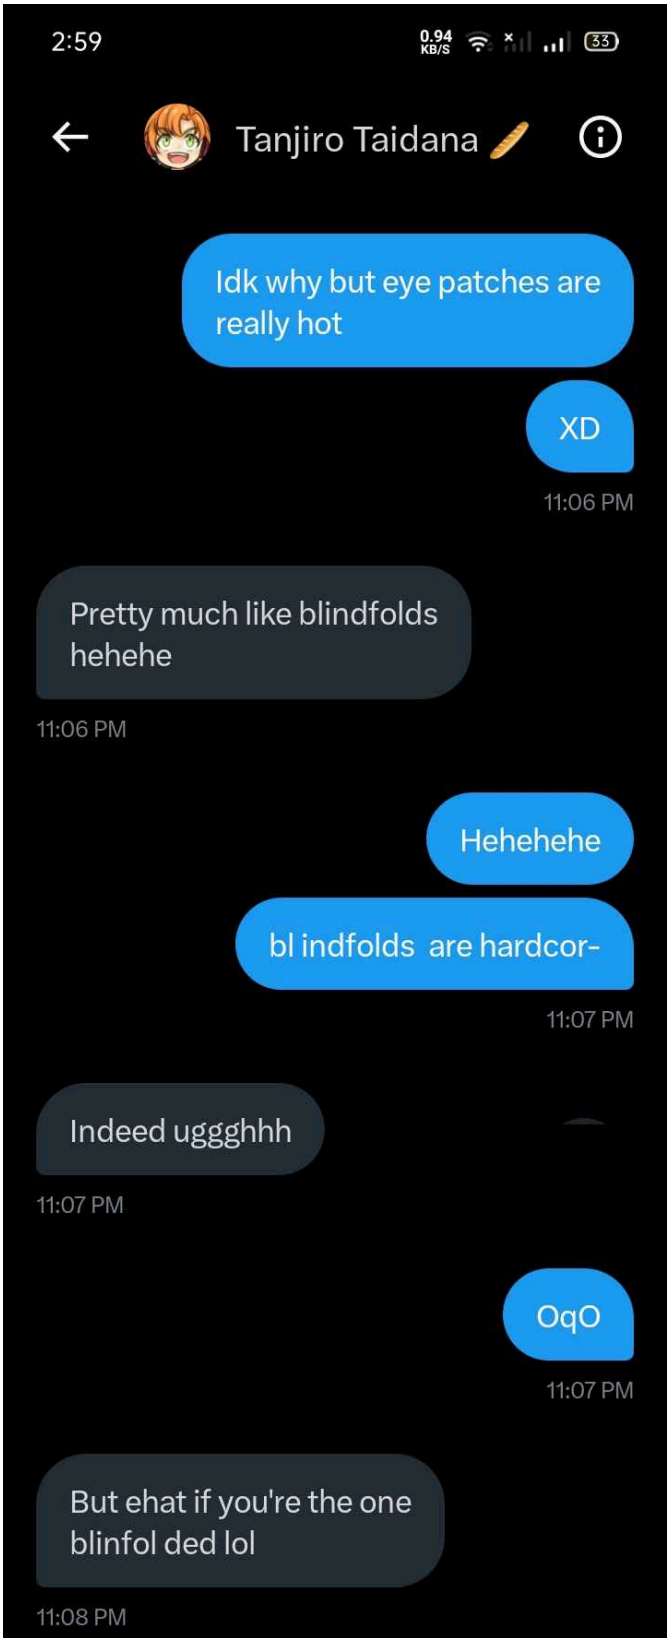 2:59
0.94
KB/S
33
Tanjiro Taidana 🥖
Idk why but eye patches are
really hot
XD
11:06 PM
Pretty much like blindfolds
hehehe
11:06 PM
Hehehehe
bl indfolds  are hardcor-
11:07 PM
Indeed uggghhh
11:07 PM
OqO
11:07 PM
But ehat if you're the one
blinfol ded lol
11:08 PM